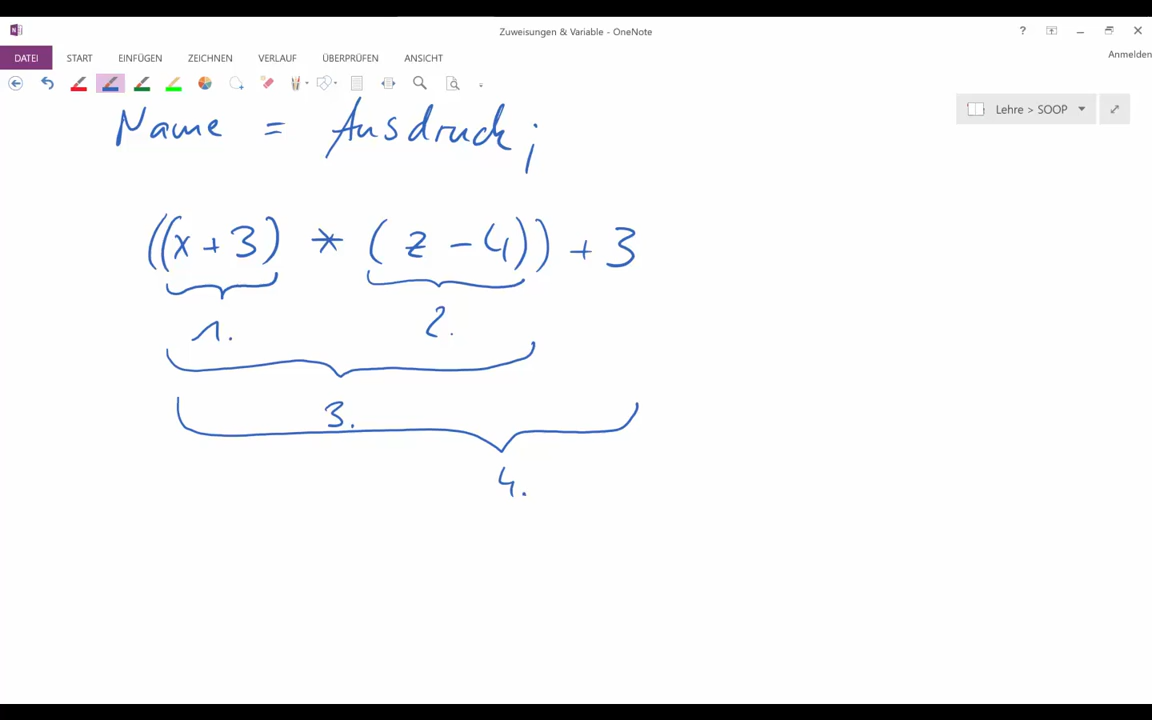 Zuweisungen & Variable - OneNote
?
Anmelden
DATEI START EINFÜGEN ZEICHNEN VERLAUF ÜBERPRÜFEN ANSICHT
Lehre > SOOP
Name = Ausdruck;
((x+3) * (z-4)) + 3
1. 2.
3.
4.